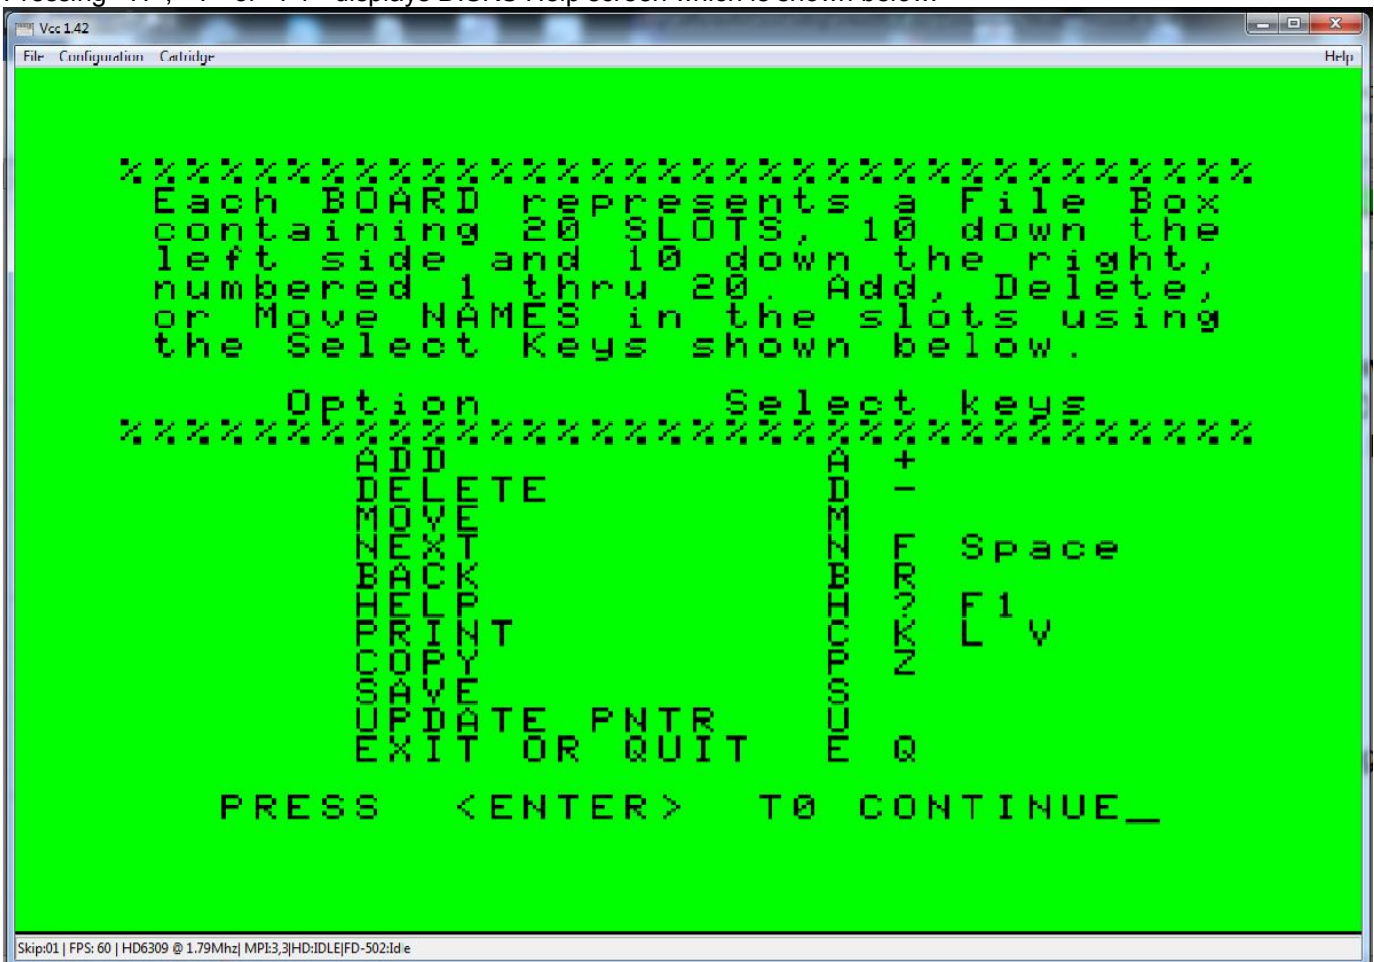 Vcc 1.42
File Configuration Cartridge Help
%%%%%%%%%%%%%%%%%%%%%%%%%%%%%%%%%%
Each BOARD represents a File Box
containing 20 SLOTS, 10 down the
left side and 10 down the right,
numbered 1 thru 20. Add, Delete,
or Move NAMES in the slots using
the Select Keys shown below.
Option Select keys
%%%%%%%%%%%%%%%%%%%%%%%%%%%%%%%%%%
ADD A +
DELETE D -
MOVE M
NEXT N F Space
BACK B R
HELP H ? F1
PRINT C K L V
COPY P Z
SAVE S
UPDATE PNTR U
EXIT OR QUIT E Q
PRESS <ENTER> T0 CONTINUE_
Skip:01 | FPS: 60 | HD6309 @ 1.79Mhz| MPI:3,3|HD:IDLE|FD-502:Idle